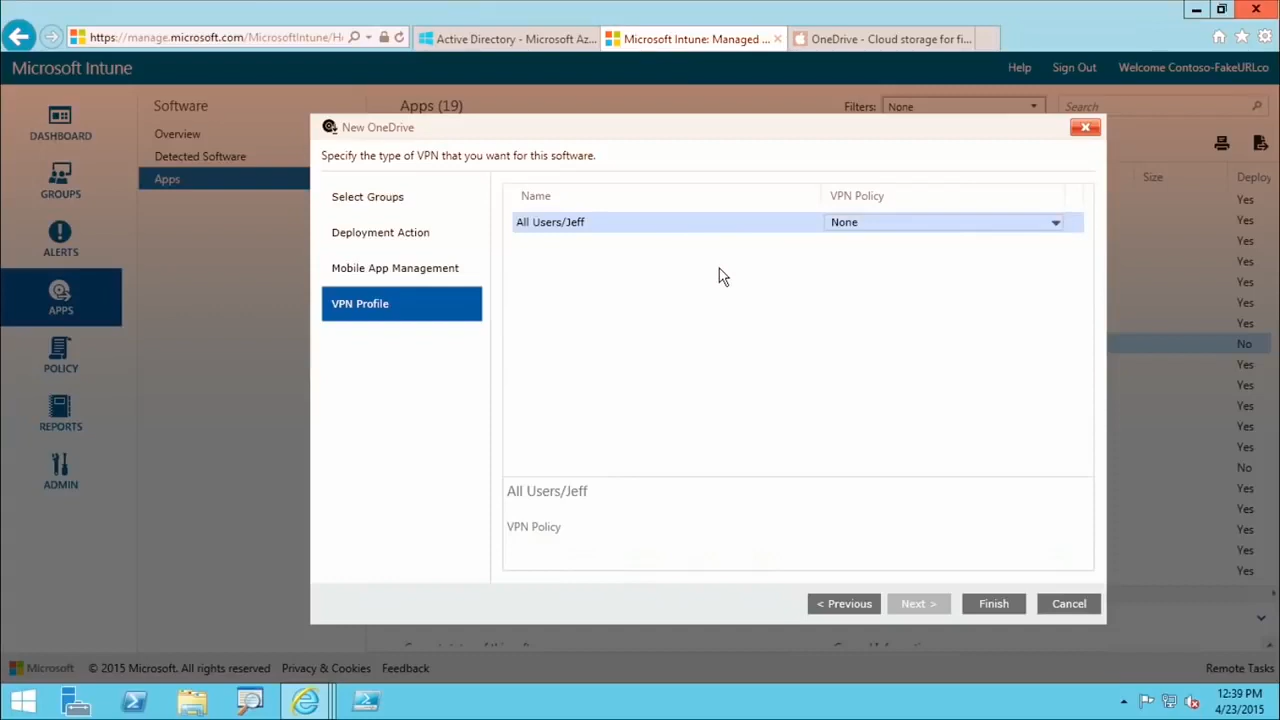 https://manage.microsoft.com/MicrosoftIntune/Ho
Active Directory - Microsoft Az...
Microsoft Intune: Managed ...
OneDrive - Cloud storage for fi...
Microsoft Intune
Help
Sign Out
Welcome Contoso-FakeURLco
DASHBOARD
GROUPS
ALERTS
APPS
POLICY
REPORTS
ADMIN
Software
Overview
Detected Software
Apps
Apps (19)
Filters:
None
Search
Size
Deploy
Yes
Yes
Yes
Yes
Yes
Yes
Yes
No
Yes
Yes
Yes
Yes
Yes
No
Yes
Yes
Yes
Yes
Yes
New OneDrive
Specify the type of VPN that you want for this software.
Select Groups
Deployment Action
Mobile App Management
VPN Profile
Name
VPN Policy
All Users/Jeff
None
All Users/Jeff
VPN Policy
< Previous
Next >
Finish
Cancel
Microsoft
© 2015 Microsoft. All rights reserved
Privacy & Cookies
Feedback
Remote Tasks
12:39 PM
4/23/2015